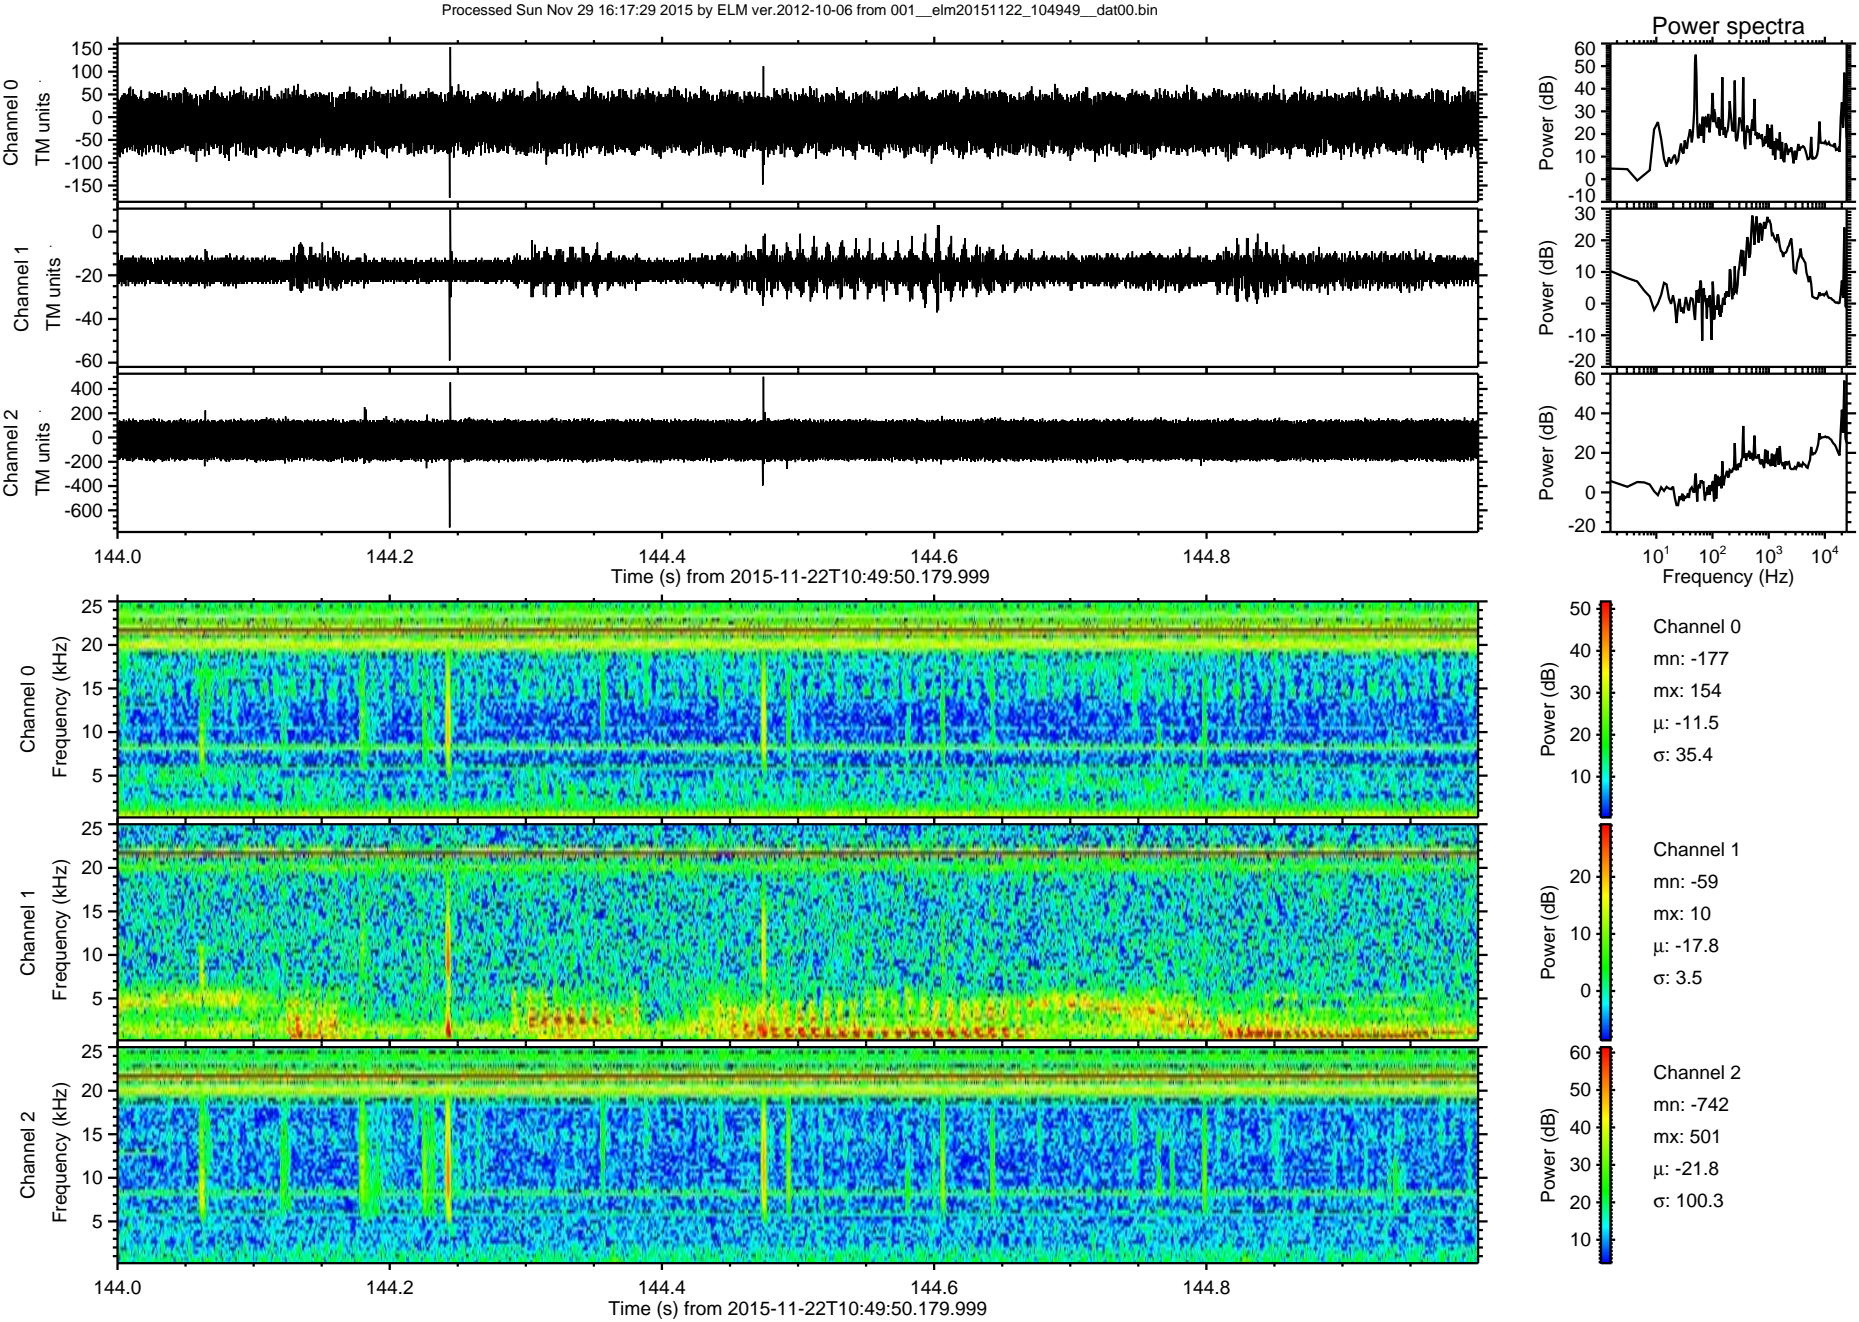 Processed Sun Nov 29 16:17:29 2015 by ELM ver.2012-10-06 from 001__elm20151122_104949__dat00.bin
Power spectra
Channel 0
TM units
150
100
50
0
-50
-100
-150
Power (dB)
60
50
40
30
20
10
0
-10
Channel 1
TM units
0
-20
-40
-60
Power (dB)
30
20
10
0
-10
-20
Channel 2
TM units
400
200
0
-200
-400
-600
Power (dB)
60
40
20
0
-20
144.0 144.2 144.4 144.6 144.8
Time (s) from 2015-11-22T10:49:50.179.999
10^1 10^2 10^3 10^4
Frequency (Hz)
Channel 0
Frequency (kHz)
25
20
15
10
5
Power (dB)
50
40
30
20
10
Channel 0
mn: -177
mx: 154
µ: -11.5
σ: 35.4
Channel 1
Frequency (kHz)
25
20
15
10
5
Power (dB)
20
10
0
Channel 1
mn: -59
mx: 10
µ: -17.8
σ: 3.5
Channel 2
Frequency (kHz)
25
20
15
10
5
Power (dB)
60
50
40
30
20
10
Channel 2
mn: -742
mx: 501
µ: -21.8
σ: 100.3
144.0 144.2 144.4 144.6 144.8
Time (s) from 2015-11-22T10:49:50.179.999